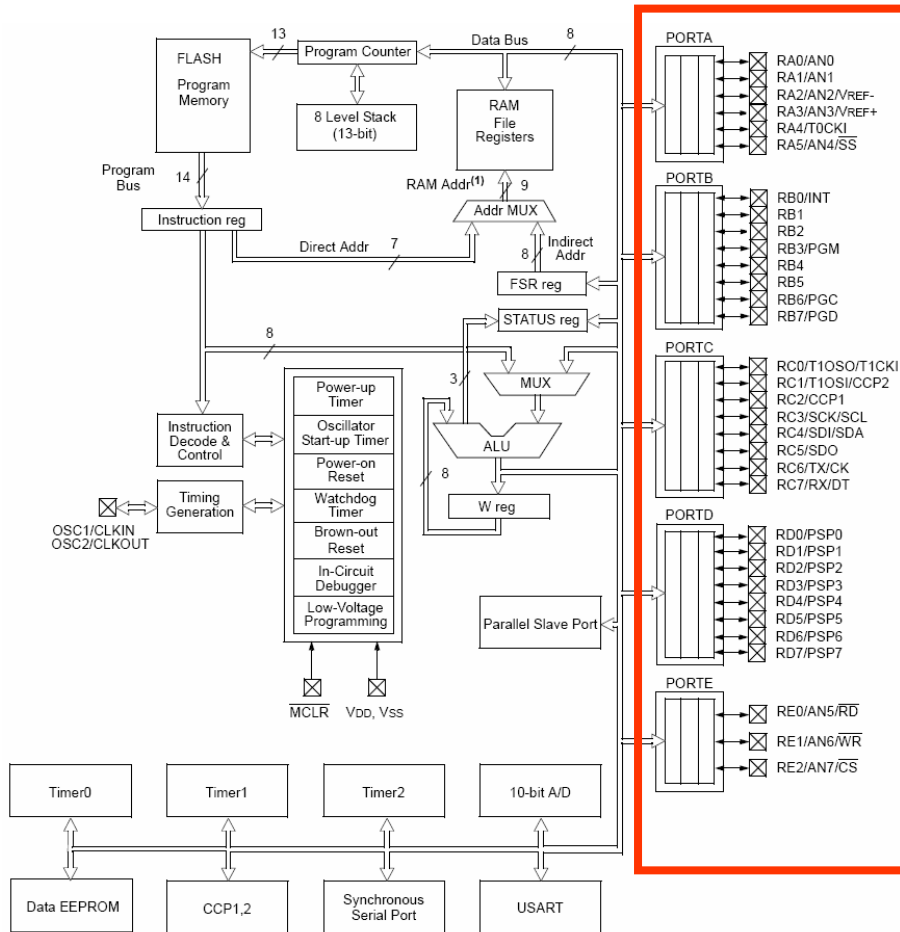 13
Program Counter
Data Bus
8
FLASH
Program
Memory
8 Level Stack
(13-bit)
RAM
File
Registers
Program
Bus
14
RAM Addr(1)
9
Addr MUX
Instruction reg
Direct Addr
7
8
Indirect
Addr
FSR reg
STATUS reg
8
3
MUX
ALU
8
W reg
Power-up
Timer
Oscillator
Start-up Timer
Power-on
Reset
Watchdog
Timer
Brown-out
Reset
In-Circuit
Debugger
Low-Voltage
Programming
Instruction
Decode &
Control
Timing
Generation
OSC1/CLKIN
OSC2/CLKOUT
MCLR
VDD, VSS
Parallel Slave Port
Timer0
Timer1
Timer2
10-bit A/D
Data EEPROM
CCP1,2
Synchronous
Serial Port
USART
PORTA
RA0/AN0
RA1/AN1
RA2/AN2/VREF-
RA3/AN3/VREF+
RA4/T0CKI
RA5/AN4/SS
PORTB
RB0/INT
RB1
RB2
RB3/PGM
RB4
RB5
RB6/PGC
RB7/PGD
PORTC
RC0/T1OSO/T1CKI
RC1/T1OSI/CCP2
RC2/CCP1
RC3/SCK/SCL
RC4/SDI/SDA
RC5/SDO
RC6/TX/CK
RC7/RX/DT
PORTD
RD0/PSP0
RD1/PSP1
RD2/PSP2
RD3/PSP3
RD4/PSP4
RD5/PSP5
RD6/PSP6
RD7/PSP7
PORTE
RE0/AN5/RD
RE1/AN6/WR
RE2/AN7/CS